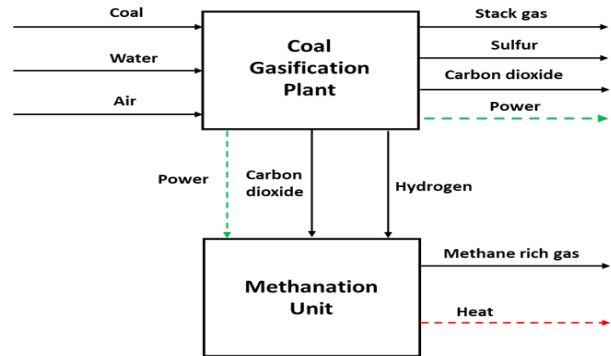 Coal
Water
Air
Coal
Gasification
Plant
Stack gas
Sulfur
Carbon dioxide
Power
Power
Carbon
dioxide
Hydrogen
Methanation
Unit
Methane rich gas
Heat